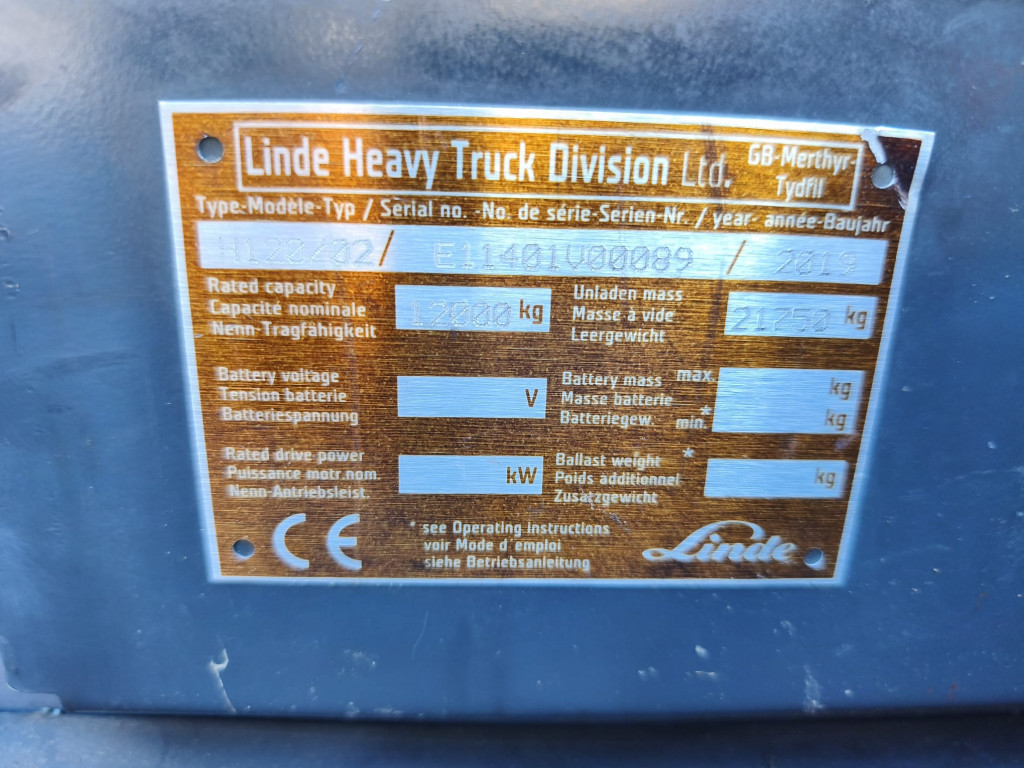 Linde Heavy Truck Division Ltd. GB-Merthyr-
Tydfil
Type-Modèle-Typ / Serial no. -No. de série-Serien-Nr. / year- année-Baujahr
H120/02 / E11401V00089 / 2019
Rated capacity
Capacité nominale
Nenn-Tragfähigkeit
12000 kg
Unladen mass
Masse à vide
Leergewicht
21750 kg
Battery voltage
Tension batterie
Batteriespannung
V
Battery mass max.
Masse batterie
Batteriegew. min.*
kg
kg
Rated drive power
Puissance motr.nom.
Nenn-Antriebsleist.
kW
Ballast weight *
Poids additionnel
Zusatzgewicht
kg
CE
* see Operating instructions
voir Mode d'emploi
siehe Betriebsanleitung
Linde